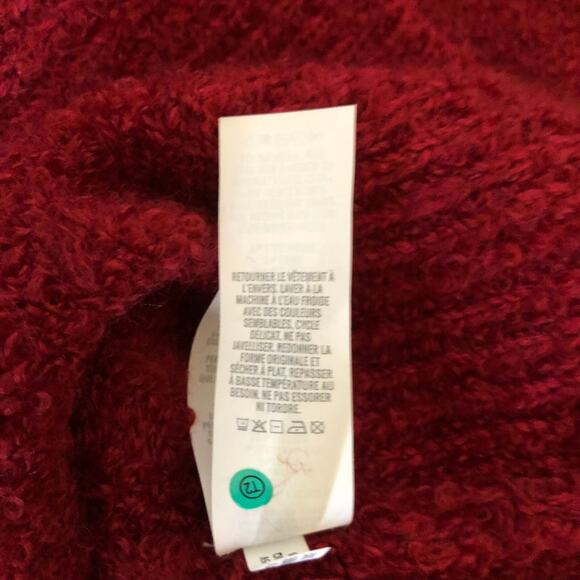 RETOURNER LE VÊTEMENT À
L'ENVERS. LAVER A LA
MACHINE À L'EAU FROIDE
AVEC DES COULEURS
SEMBLABLES, CYCLE
DÉLICAT. NE PAS
JAVELLISER. REDONNER LA
FORME ORIGINALE ET
SÉCHER À PLAT, REPASSER
À BASSE TEMPÉRATURE AU
BESOIN. NE PAS ESSORER
NI TORDRE.
T2